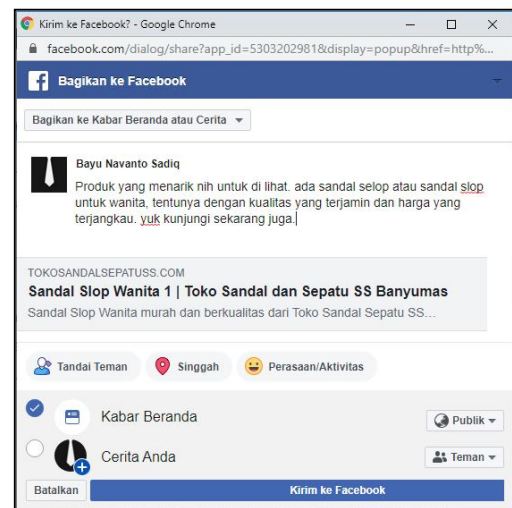 Kirim ke Facebook? - Google Chrome
facebook.com/dialog/share?app_id=5303202981&display=popup&href=http%...
Bagikan ke Facebook
Bagikan ke Kabar Beranda atau Cerita
Bayu Navanto Sadiq
Produk yang menarik nih untuk di lihat. ada sandal selop atau sandal slop
untuk wanita, tentunya dengan kualitas yang terjamin dan harga yang
terjangkau. yuk kunjungi sekarang juga.
TOKOSANDALSEPATUSS.COM
Sandal Slop Wanita 1 | Toko Sandal dan Sepatu SS Banyumas
Sandal Slop Wanita murah dan berkualitas dari Toko Sandal Sepatu SS...
Tandai Teman
Singgah
Perasaan/Aktivitas
Kabar Beranda
Publik
Cerita Anda
Teman
Batalkan
Kirim ke Facebook